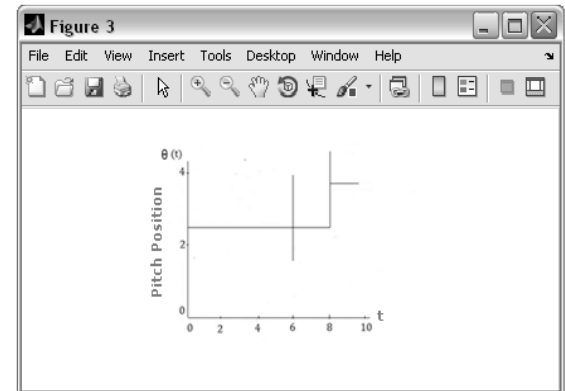 Figure 3
File Edit View Insert Tools Desktop Window Help
θ (t)
Pitch Position
4
2
0
0 2 4 6 8 10 t